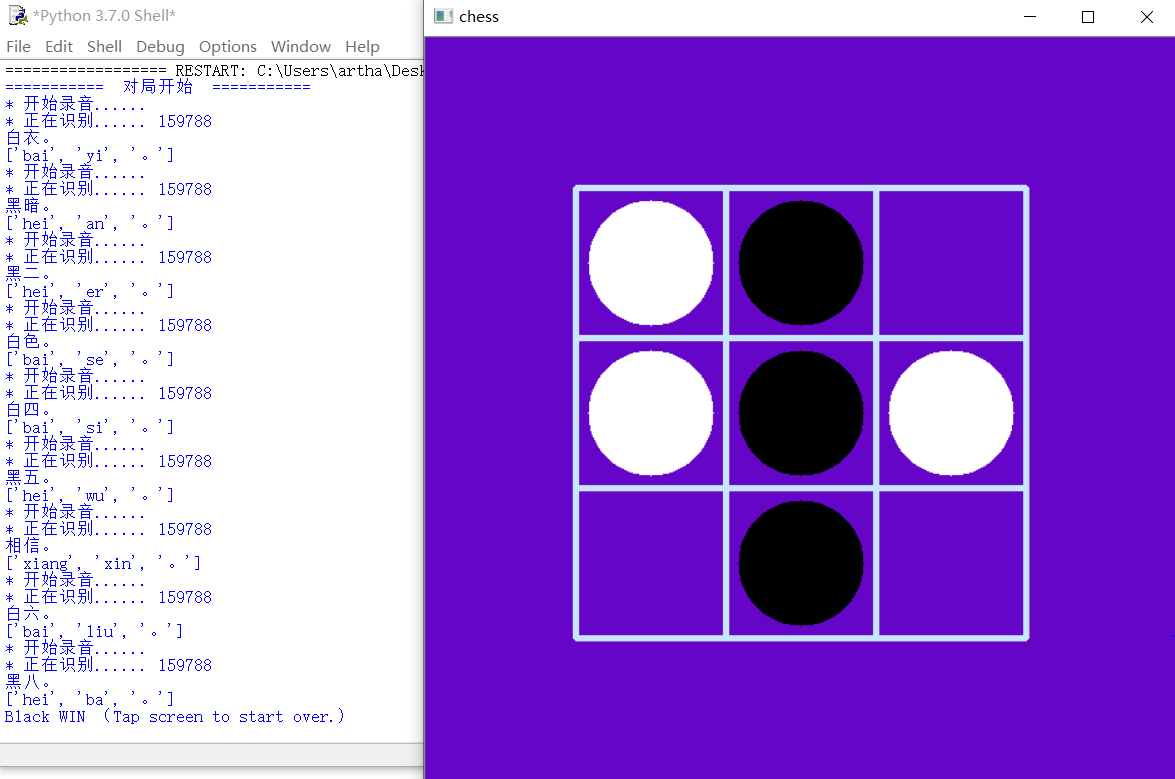 *Python 3.7.0 Shell*
File Edit Shell Debug Options Window Help
================== RESTART: C:\Users\artha\Desk
=========== 对局开始 ===========
* 开始录音......
* 正在识别...... 159788
白衣。
['bai', 'yi', '。']
* 开始录音......
* 正在识别...... 159788
黑暗。
['hei', 'an', '。']
* 开始录音......
* 正在识别...... 159788
黑二。
['hei', 'er', '。']
* 开始录音......
* 正在识别...... 159788
白色。
['bai', 'se', '。']
* 开始录音......
* 正在识别...... 159788
白四。
['bai', 'si', '。']
* 开始录音......
* 正在识别...... 159788
黑五。
['hei', 'wu', '。']
* 开始录音......
* 正在识别...... 159788
相信。
['xiang', 'xin', '。']
* 开始录音......
* 正在识别...... 159788
白六。
['bai', 'liu', '。']
* 开始录音......
* 正在识别...... 159788
黑八。
['hei', 'ba', '。']
Black WIN （Tap screen to start over.）
chess